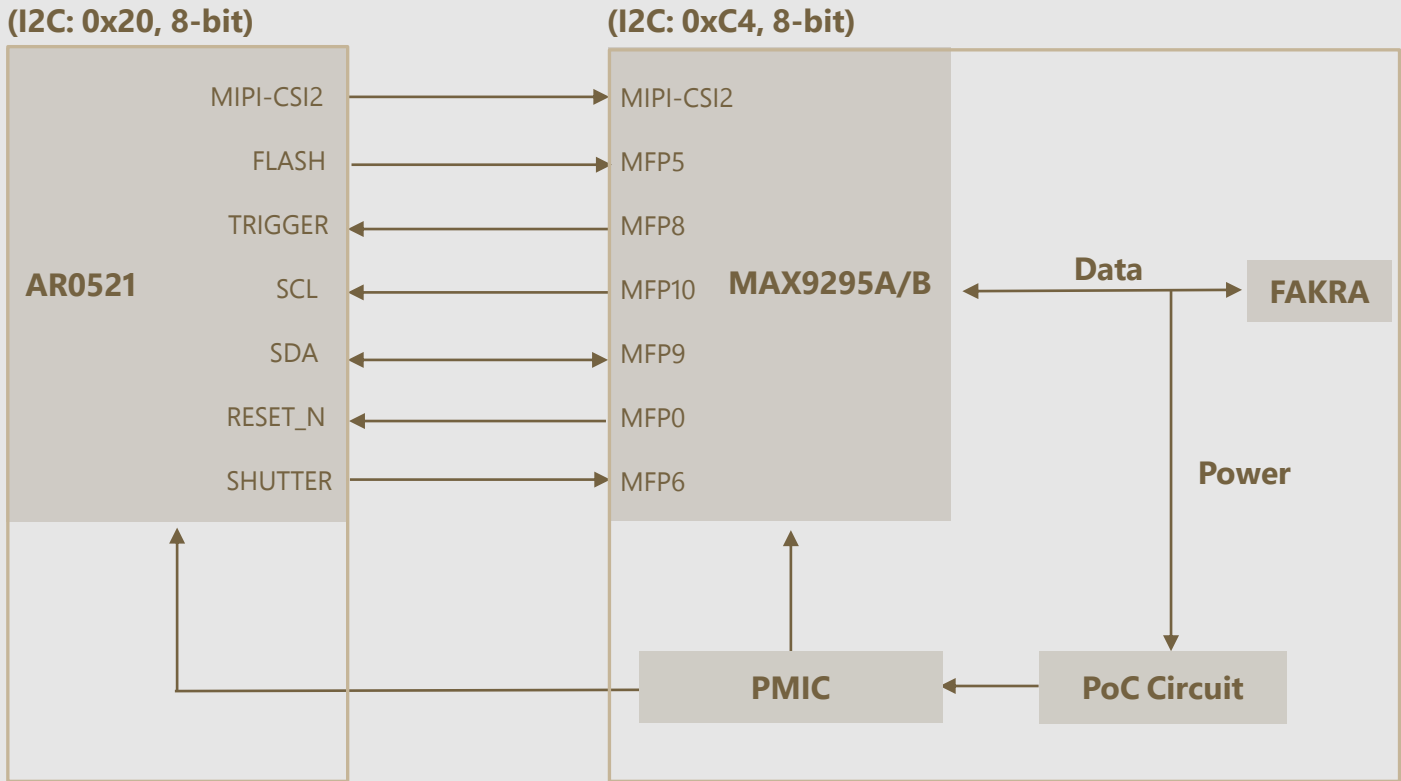 (I2C: 0x20, 8-bit)
(I2C: 0xC4, 8-bit)
MIPI-CSI2
MIPI-CSI2
FLASH
MFP5
TRIGGER
MFP8
AR0521
SCL
MFP10
MAX9295A/B
Data
FAKRA
SDA
MFP9
RESET_N
MFP0
SHUTTER
MFP6
Power
PMIC
PoC Circuit